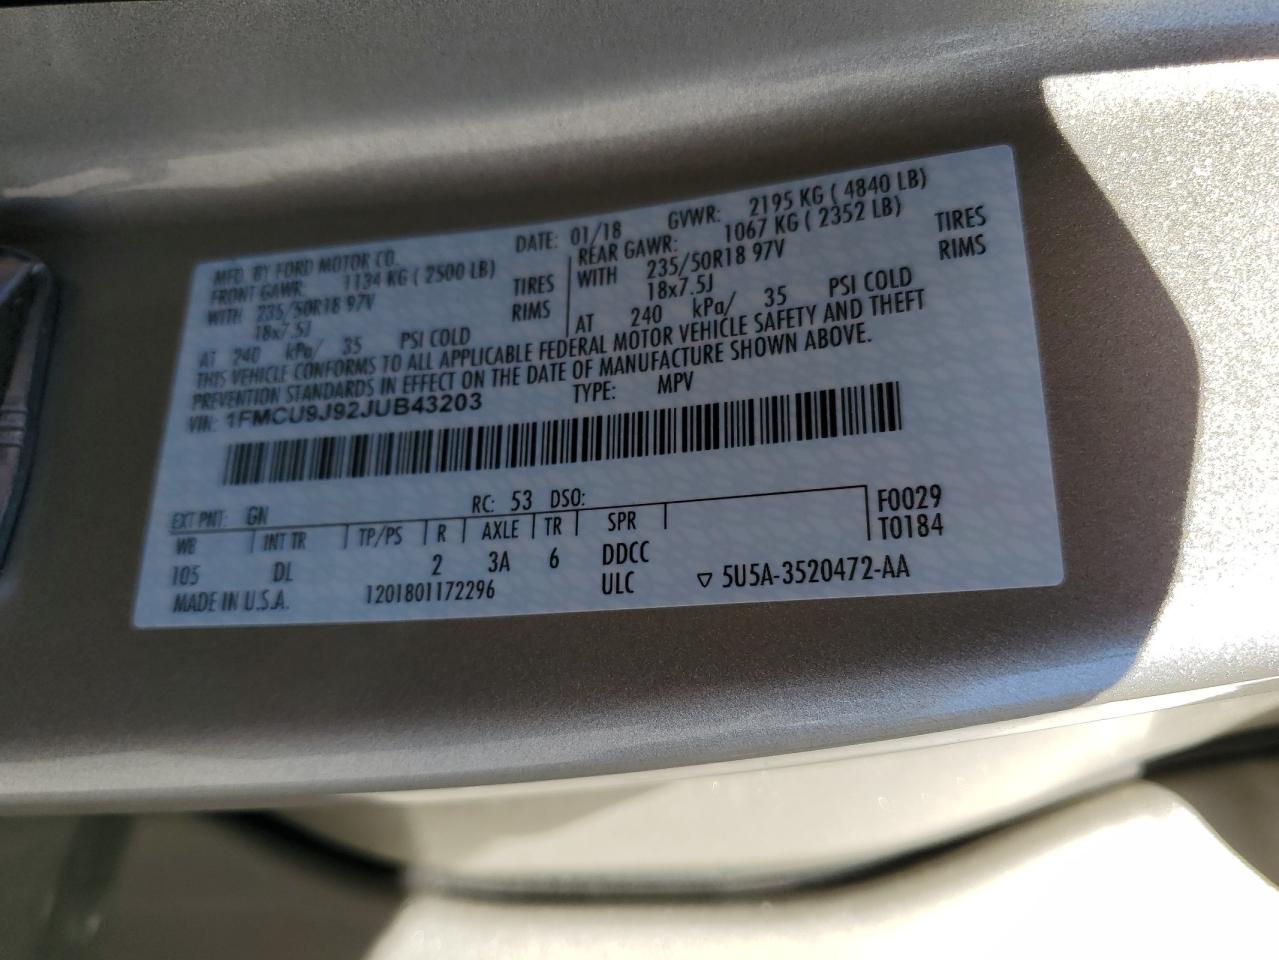 MFD. BY FORD MOTOR CO.
DATE: 01/18 GVWR: 2195 KG ( 4840 LB)
FRONT GAWR: 1134 KG ( 2500 LB)
WITH 235/50R18 97V TIRES
18x7.5J RIMS
AT 240 kPa/ 35 PSI COLD
REAR GAWR: 1067 KG ( 2352 LB)
WITH 235/50R18 97V TIRES
18x7.5J RIMS
AT 240 kPa/ 35 PSI COLD
THIS VEHICLE CONFORMS TO ALL APPLICABLE FEDERAL MOTOR VEHICLE SAFETY AND THEFT
PREVENTION STANDARDS IN EFFECT ON THE DATE OF MANUFACTURE SHOWN ABOVE.
VIN: 1FMCU9J92JUB43203 TYPE: MPV
EXT PNT: GN RC: 53 DSO: F0029
WB INT TR TP/PS R AXLE TR SPR T0184
105 DL 2 3A 6 DDCC
MADE IN U.S.A. 1201801172296 ULC ▽ 5U5A-3520472-AA